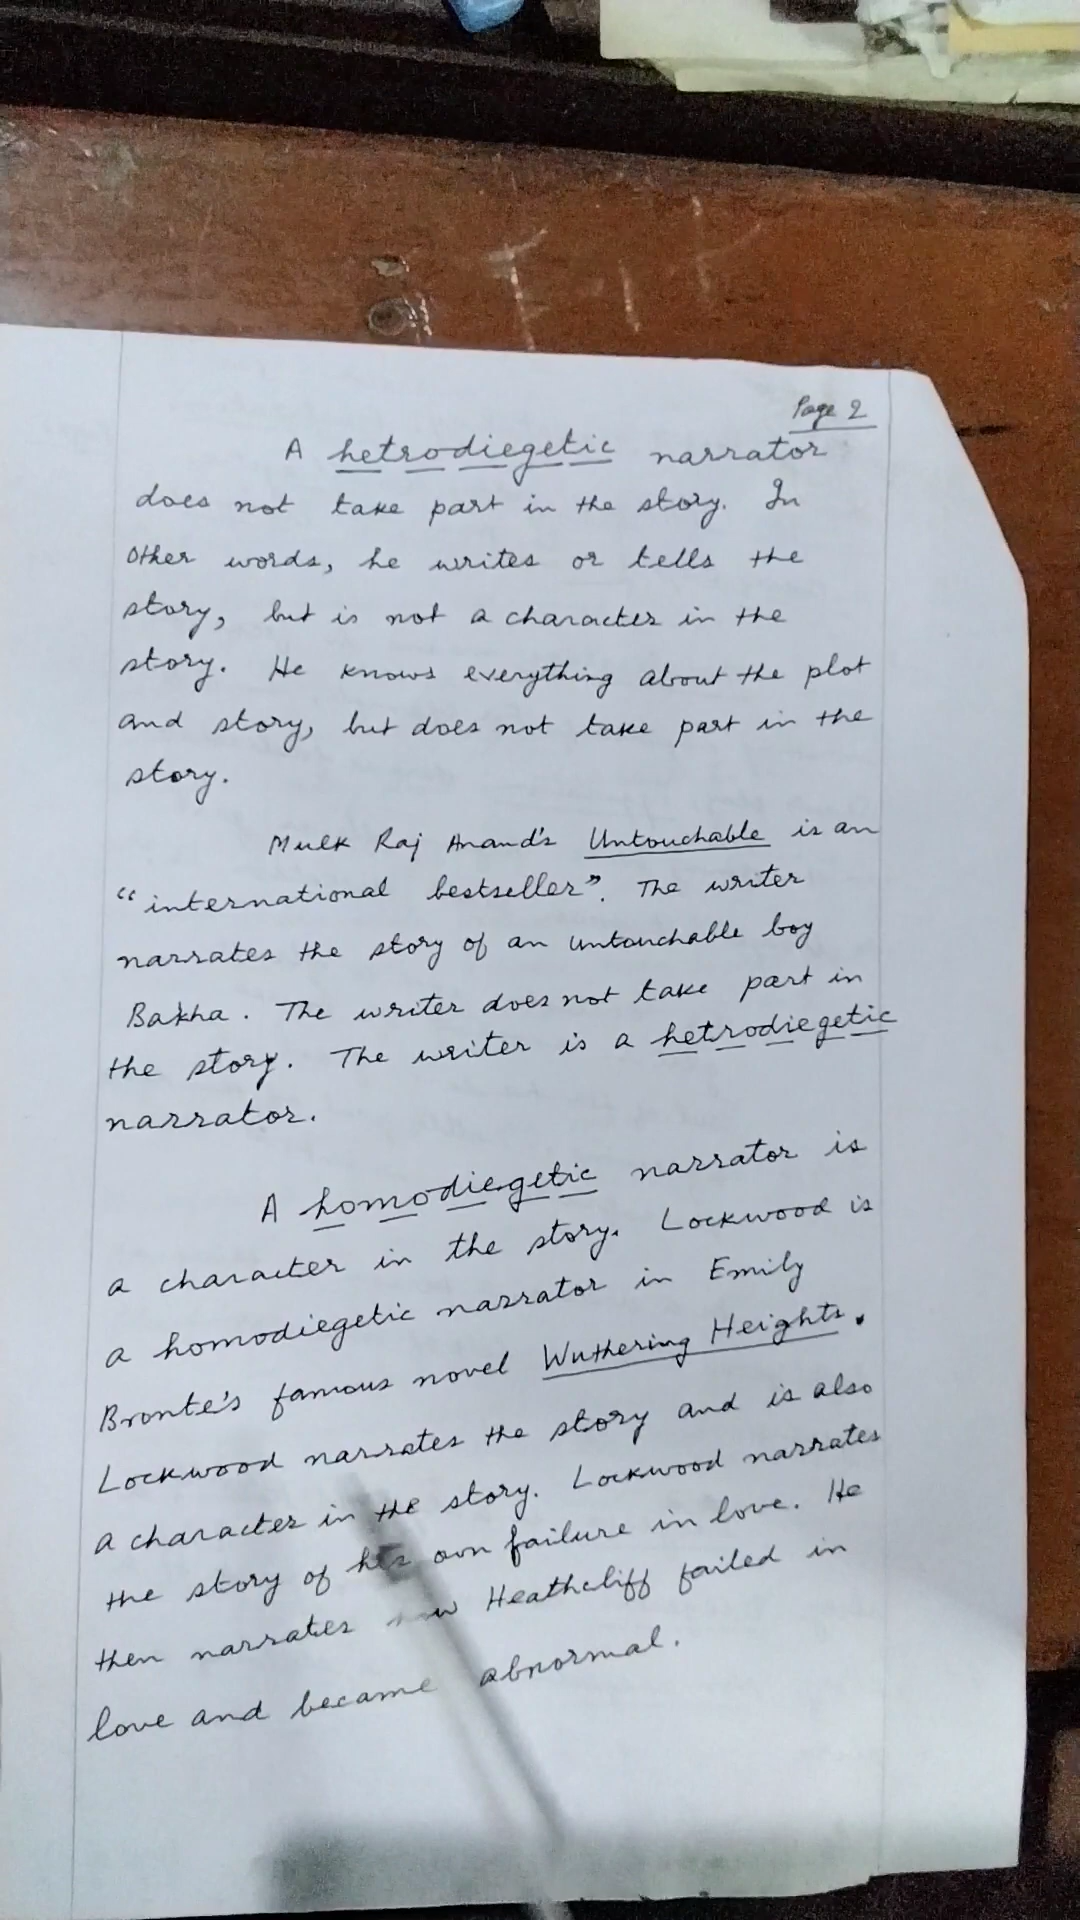 Page 2
A hetrodiegetic narrator
does not take part in the story. In
other words, he writes or tells the
story, but is not a character in the
story. He knows everything about the plot
and story, but does not take part in the
story.
Mulk Raj Anand's Untouchable is an
"international bestseller". The writer
narrates the story of an untouchable boy
Bakha. The writer does not take part in
the story. The writer is a hetrodiegetic
narrator.
A homodiegetic narrator is
a character in the story. Lockwood is
a homodiegetic narrator in Emily
Bronte's famous novel Wuthering Heights.
Lockwood narrates the story and is also
a character in the story. Lockwood narrates
the story of his own failure in love. He
then narrates how Heathcliff failed in
love and became abnormal.